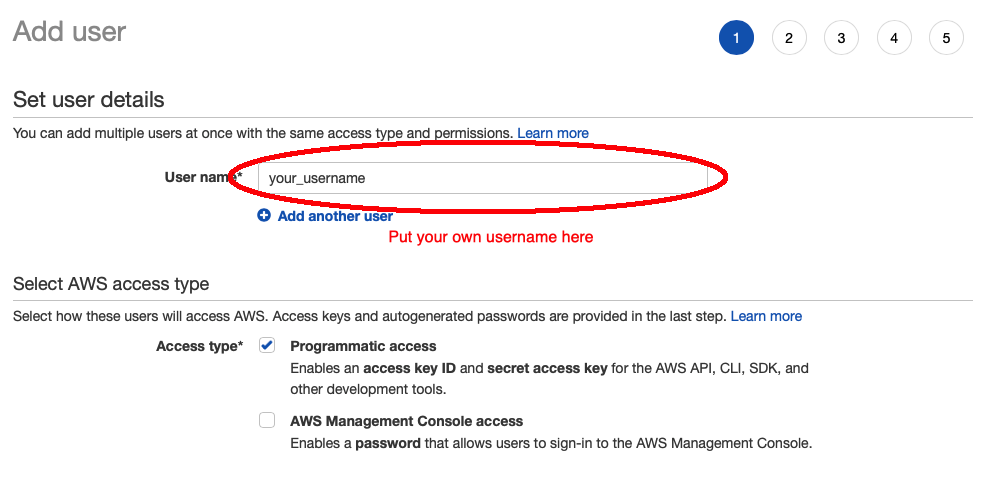 Add user
1 2 3 4 5
Set user details
You can add multiple users at once with the same access type and permissions. Learn more
User name* your_username
Add another user
Put your own username here
Select AWS access type
Select how these users will access AWS. Access keys and autogenerated passwords are provided in the last step. Learn more
Access type* Programmatic access
Enables an access key ID and secret access key for the AWS API, CLI, SDK, and
other development tools.
AWS Management Console access
Enables a password that allows users to sign-in to the AWS Management Console.